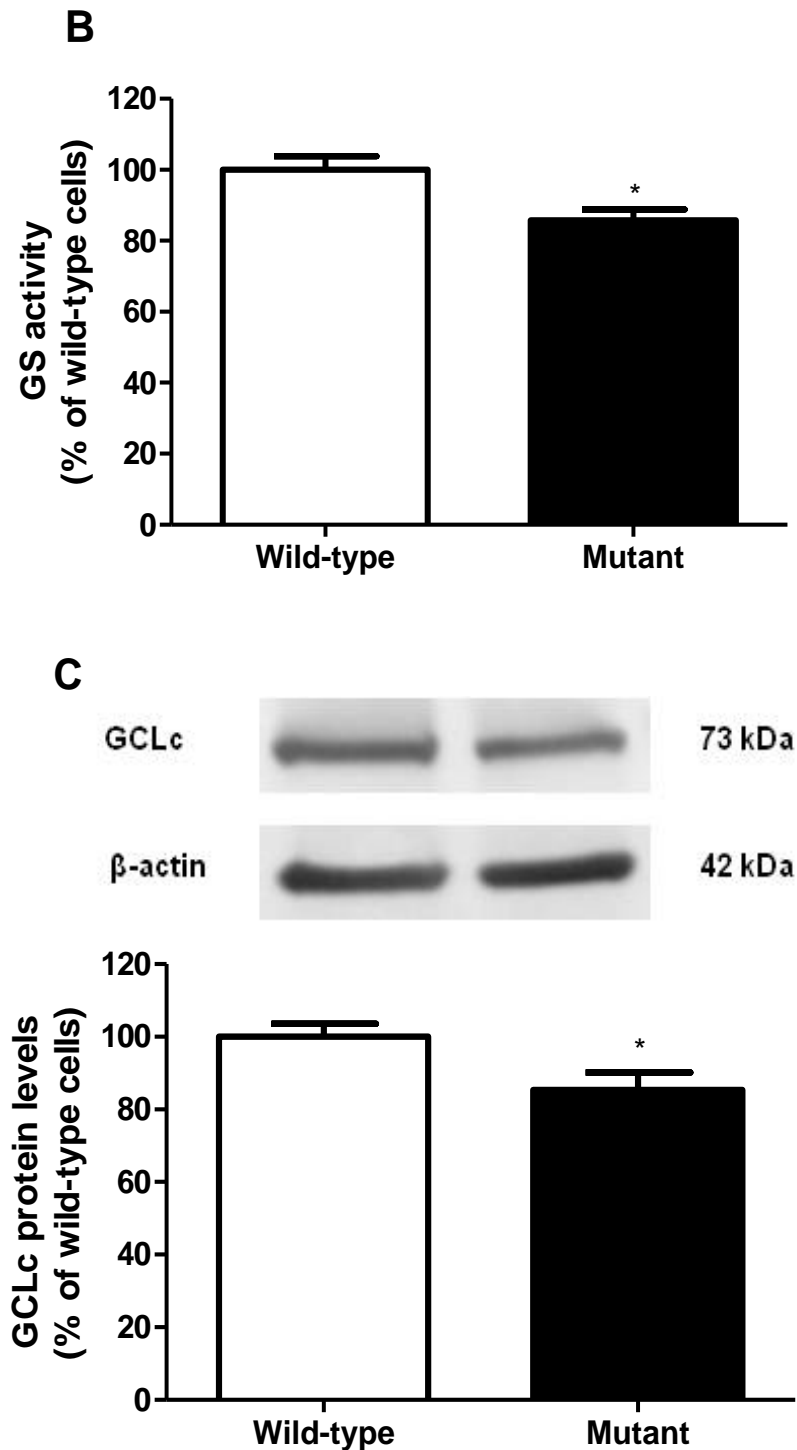 B
120
100
80
60
40
20
0
GS activity
(% of wild-type cells)
*
Wild-type Mutant
C
GCLc 73 kDa
β-actin 42 kDa
120
100
80
60
40
20
0
GCLc protein levels
(% of wild-type cells)
*
Wild-type Mutant